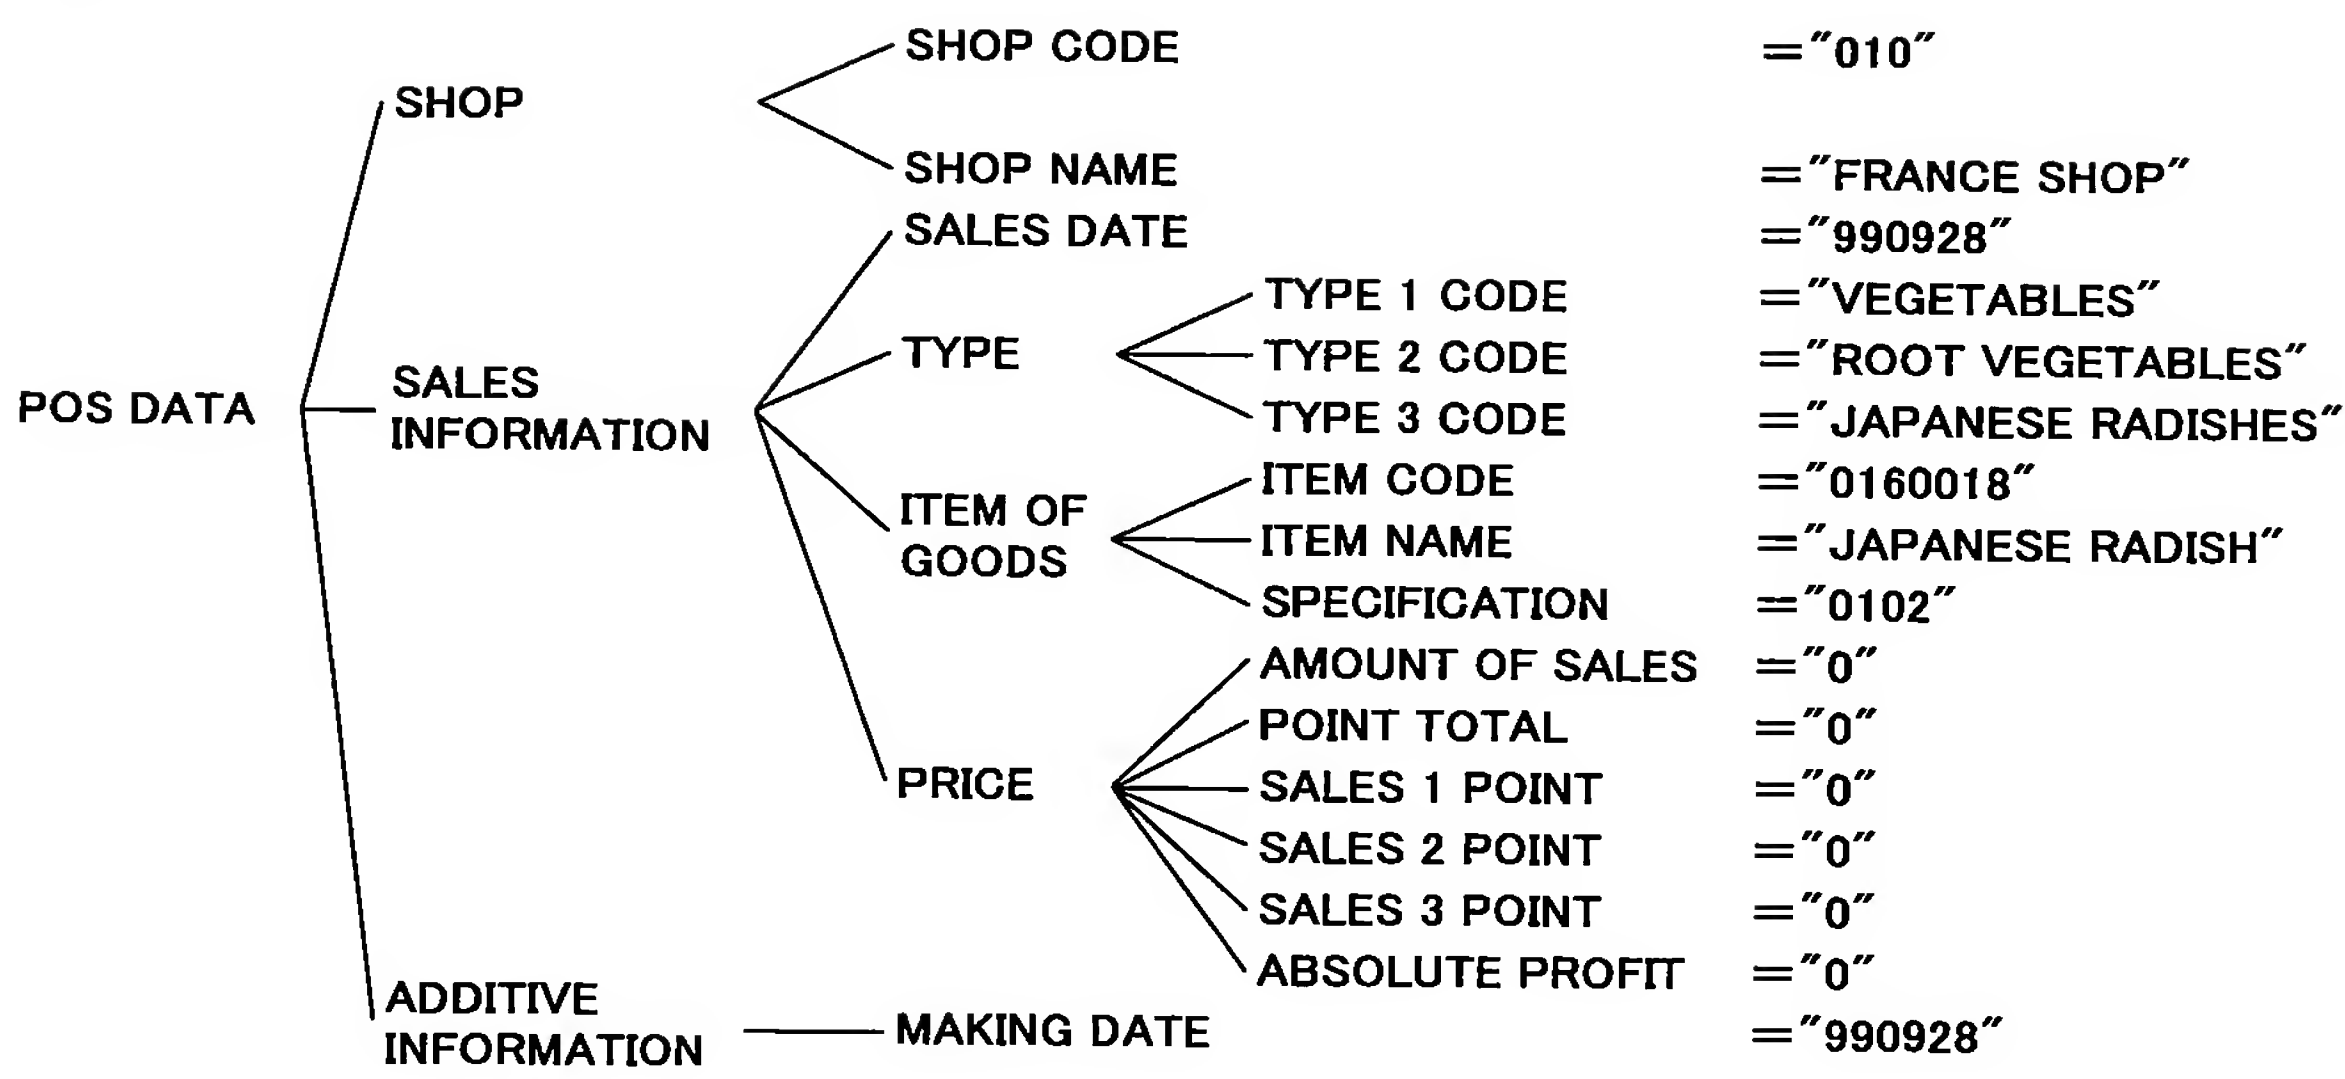 SHOP CODE ="010"
SHOP
SHOP NAME ="FRANCE SHOP"
SALES DATE ="990928"
TYPE 1 CODE ="VEGETABLES"
TYPE TYPE 2 CODE ="ROOT VEGETABLES"
SALES
POS DATA
INFORMATION
TYPE 3 CODE ="JAPANESE RADISHES"
ITEM CODE ="0160018"
ITEM OF
GOODS
ITEM NAME ="JAPANESE RADISH"
SPECIFICATION ="0102"
AMOUNT OF SALES ="0"
POINT TOTAL ="0"
PRICE SALES 1 POINT ="0"
SALES 2 POINT ="0"
SALES 3 POINT ="0"
ABSOLUTE PROFIT ="0"
ADDITIVE
INFORMATION
MAKING DATE ="990928"